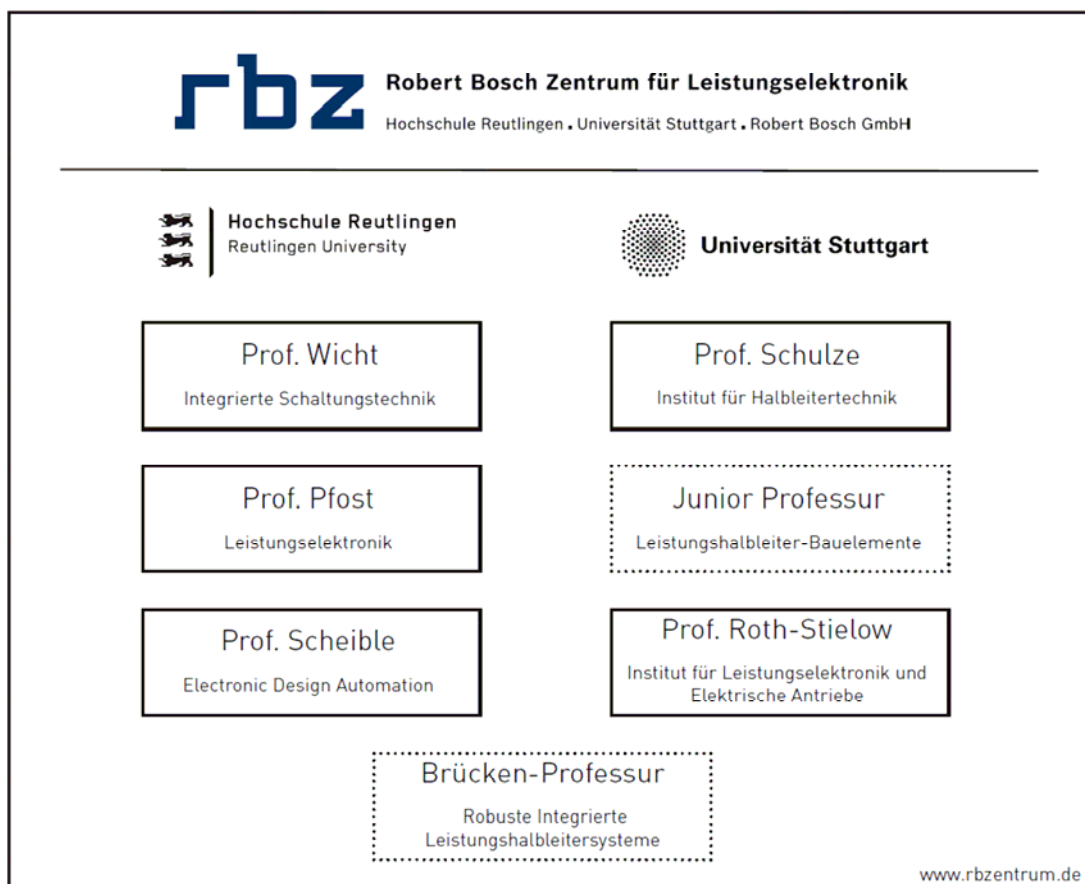 rbz
Robert Bosch Zentrum für Leistungselektronik
Hochschule Reutlingen . Universität Stuttgart . Robert Bosch GmbH
Hochschule Reutlingen
Reutlingen University
Universität Stuttgart
Prof. Wicht
Integrierte Schaltungstechnik
Prof. Schulze
Institut für Halbleitertechnik
Prof. Pfost
Leistungselektronik
Junior Professur
Leistungshalbleiter-Bauelemente
Prof. Scheible
Electronic Design Automation
Prof. Roth-Stielow
Institut für Leistungselektronik und
Elektrische Antriebe
Brücken-Professur
Robuste Integrierte
Leistungshalbleitersysteme
www.rbzentrum.de